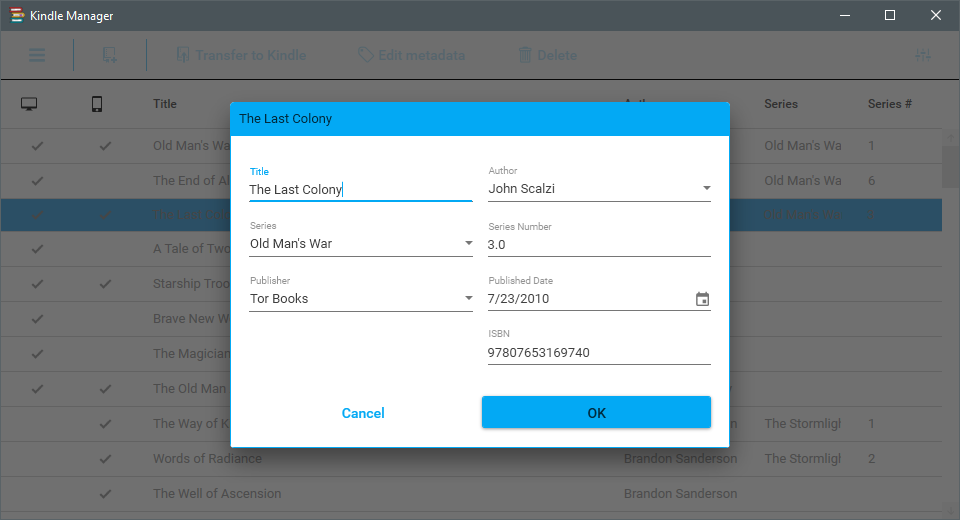 Kindle Manager
Transfer to Kindle Edit metadata Delete
Title Series Series #
Old Man's Wa Old Man's Wa 1
The End of Al Old Man's Wa 6
The Last Colony
Title
The Last Colony
Author
John Scalzi
Series
Old Man's War
Series Number
3.0
Publisher
Tor Books
Published Date
7/23/2010
ISBN
97807653169740
Cancel OK
A Tale of Two
Starship Troo
Brave New W
The Magician
The Old Man
The Way of K The Stormligh 1
Words of Radiance Brandon Sanderson The Stormligh 2
The Well of Ascension Brandon Sanderson